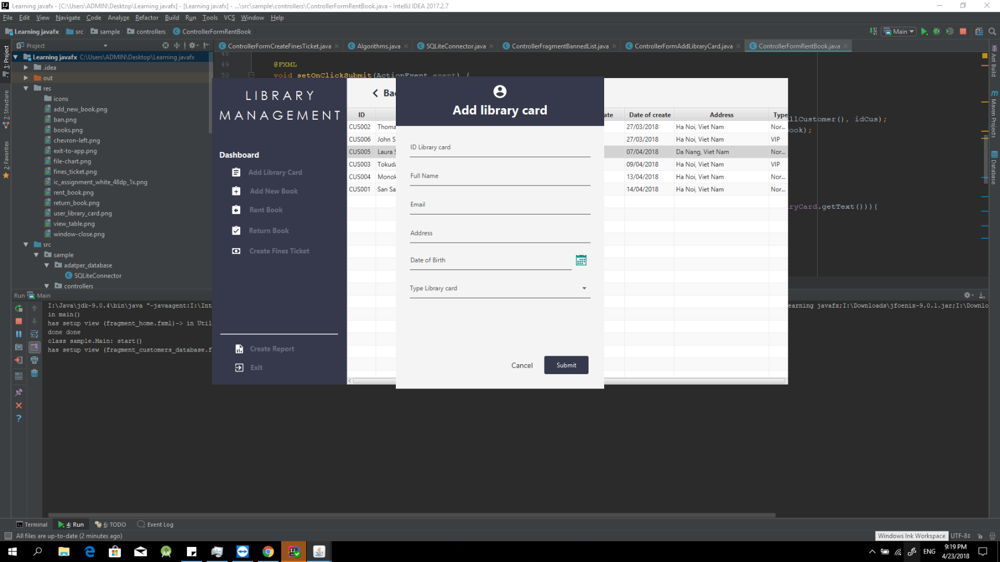 Learning javafx - [C:\Users\ADMIN\Desktop\Learning javafx] - [Learning javafx] - ...\src\sample\controllers\ControllerFormRentBook.java - IntelliJ IDEA 2017.2.7
File Edit View Navigate Code Analyze Refactor Build Run Tools VCS Window Help
Learning javafx src sample controllers ControllerFormRentBook
Main
Project
ControllerFormCreateFinesTicket.java Algorithms.java SQLiteConnector.java ControllerFragmentBannedList.java ControllerFormAddLibraryCard.java ControllerFormRentBook.java
1: Project
Z: Structure
2: Favorites
Learning javafx C:\Users\ADMIN\Desktop\Learning javafx
.idea
out
res
icons
add_new_book.png
ban.png
books.png
chevron-left.png
exit-to-app.png
file-chart.png
fines_ticket.png
ic_assignment_white_48dp_1x.png
rent_book.png
return_book.png
user_library_card.png
view_table.png
window-close.png
src
sample
adatper_database
SQLiteConnector
controllers
48
49 @FXML
50 void setOnClickSubmit(ActionEvent event) {
llCustomer(), idCus);
ook);
ryCard.getText())){
Ant Build
Maven Projects
Database
LIBRARY
MANAGEMENT
Dashboard
Add Library Card
Add New Book
Rent Book
Return Book
Create Fines Ticket
Create Report
Exit
Bac
ID ate Date of create Address Type
CUS002 Thoma 27/03/2018 Ha Noi, Viet Nam Nor...
CUS006 John S 27/03/2018 Ha Noi, Viet Nam VIP
CUS005 Laura S 07/04/2018 Da Nang, Viet Nam Nor...
CUS003 Tokuda 09/04/2018 Ha Noi, Viet Nam VIP
CUS004 Monok 13/04/2018 Ha Noi, Viet Nam Nor...
CUS001 San Sa 14/04/2018 Ha Noi, Viet Nam Nor...
Add library card
ID Library card
Full Name
Email
Address
Date of Birth
Type Library card
Cancel Submit
Run Main
I:\Java\jdk-9.0.4\bin\java "-javaagent:I:\Int earning javafx;I:\Downloads\jfoenix-9.0.1.jar;I:\Downlo
in main()
has setup view (fragment_home.fxml)-> in Util
done done
class sample.Main: start()
has setup view (fragment_customers_database.f
Terminal 4: Run 6: TODO Event Log
All files are up-to-date (2 minutes ago)
Windows Ink Workspace UTF-8
ENG 9:19 PM
4/23/2018